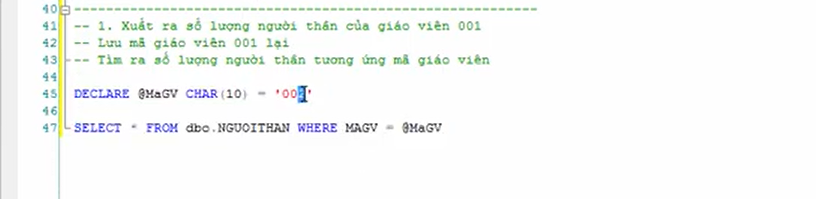 40 --------------------------------------------------------
41 -- 1. Xuất ra số lượng người thân của giáo viên 001
42 -- Lưu mã giáo viên 001 lại
43 --- Tìm ra số lượng người thân tương ứng mã giáo viên
44
45 DECLARE @MaGV CHAR(10) = '00 '
46
47 SELECT * FROM dbo.NGUOITHAN WHERE MAGV = @MaGV